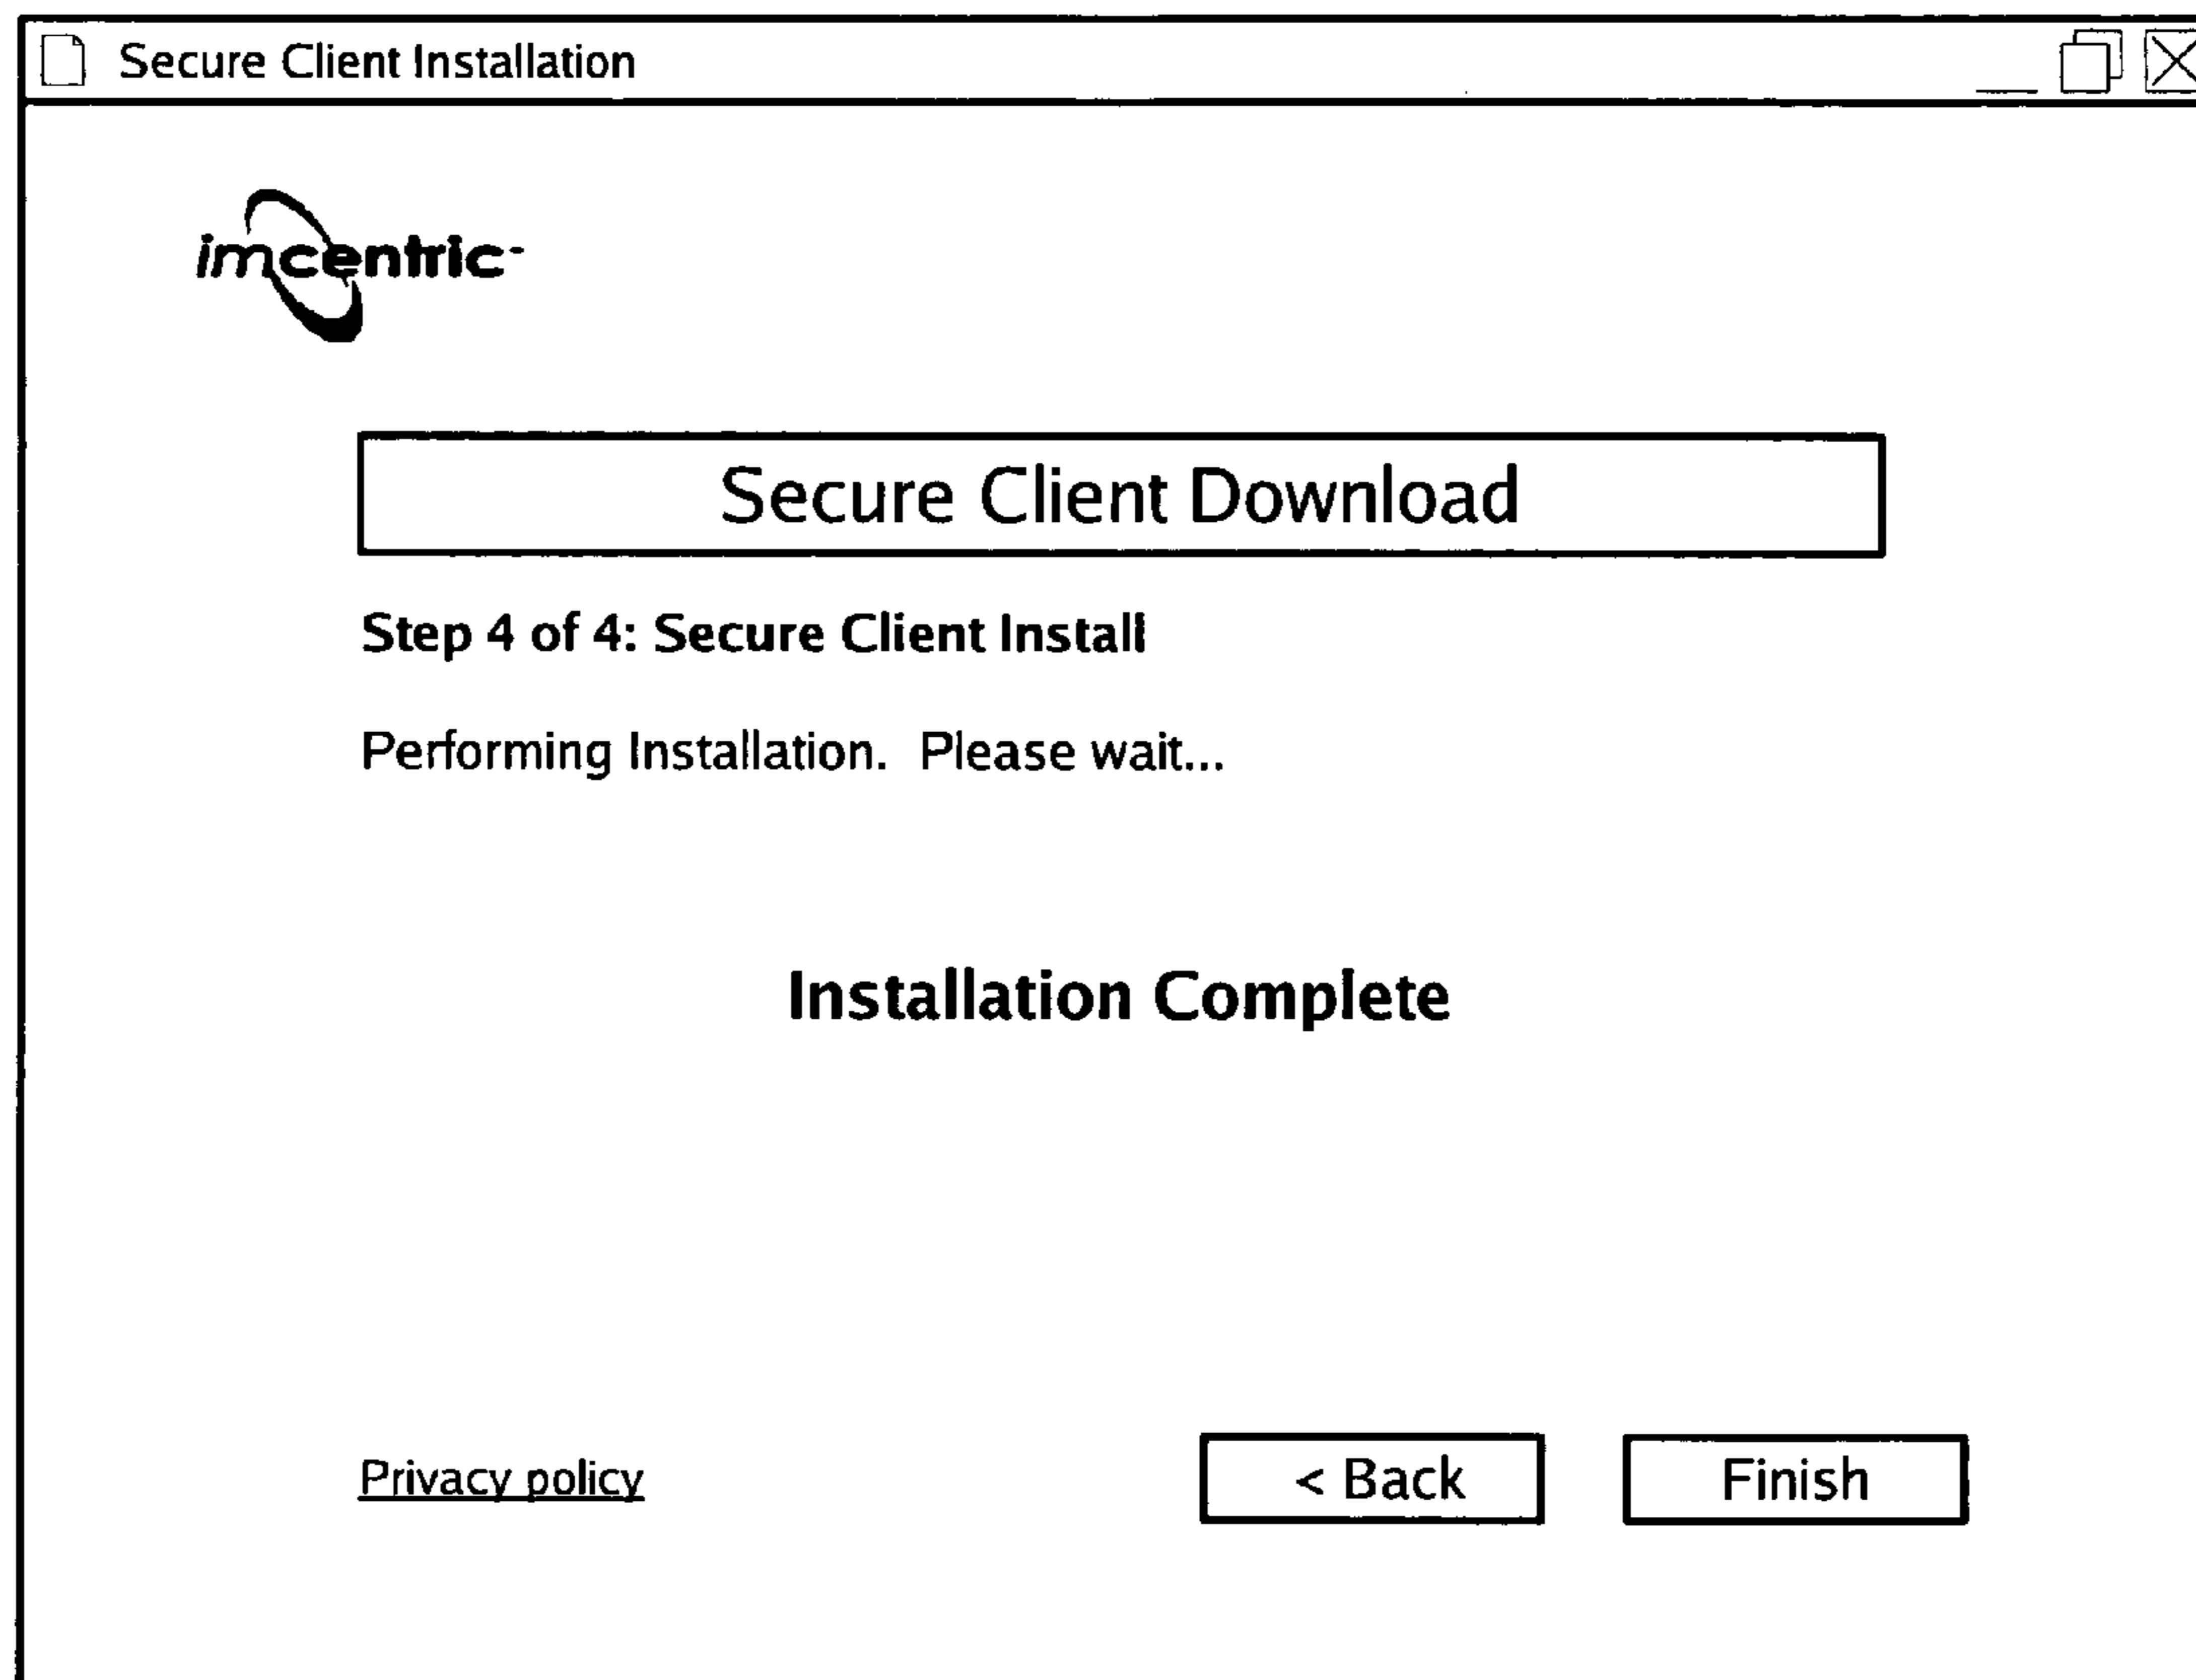 Secure Client Installation
imcentric
Secure Client Download
Step 4 of 4: Secure Client Install
Performing Installation.  Please wait...
Installation Complete
Privacy policy
< Back
Finish